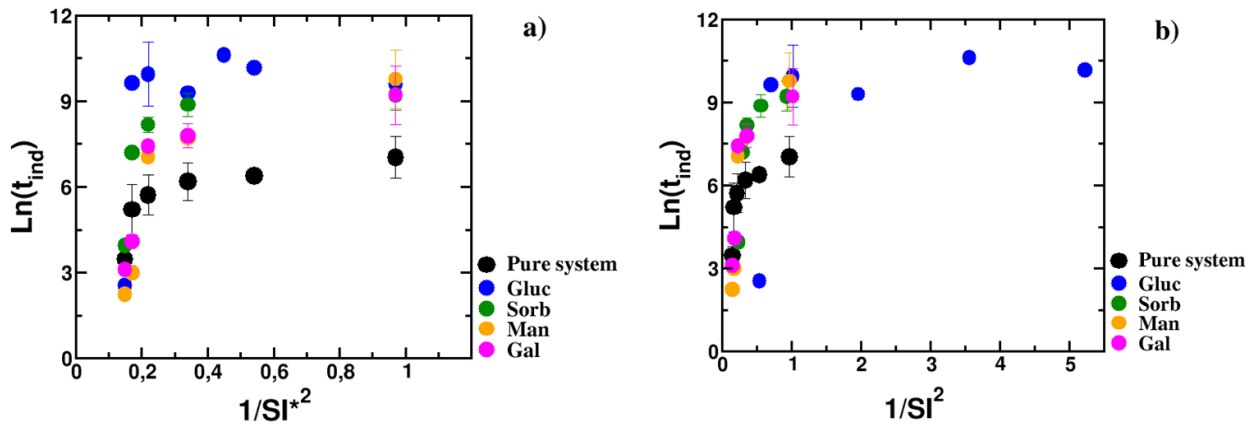 a)
12
9
6
3
0
Ln(t_ind)
0 0,2 0,4 0,6 0,8 1
1/SI*²
Pure system
Gluc
Sorb
Man
Gal
b)
12
9
6
3
0
Ln(t_ind)
0 1 2 3 4 5
1/SI²
Pure system
Gluc
Sorb
Man
Gal